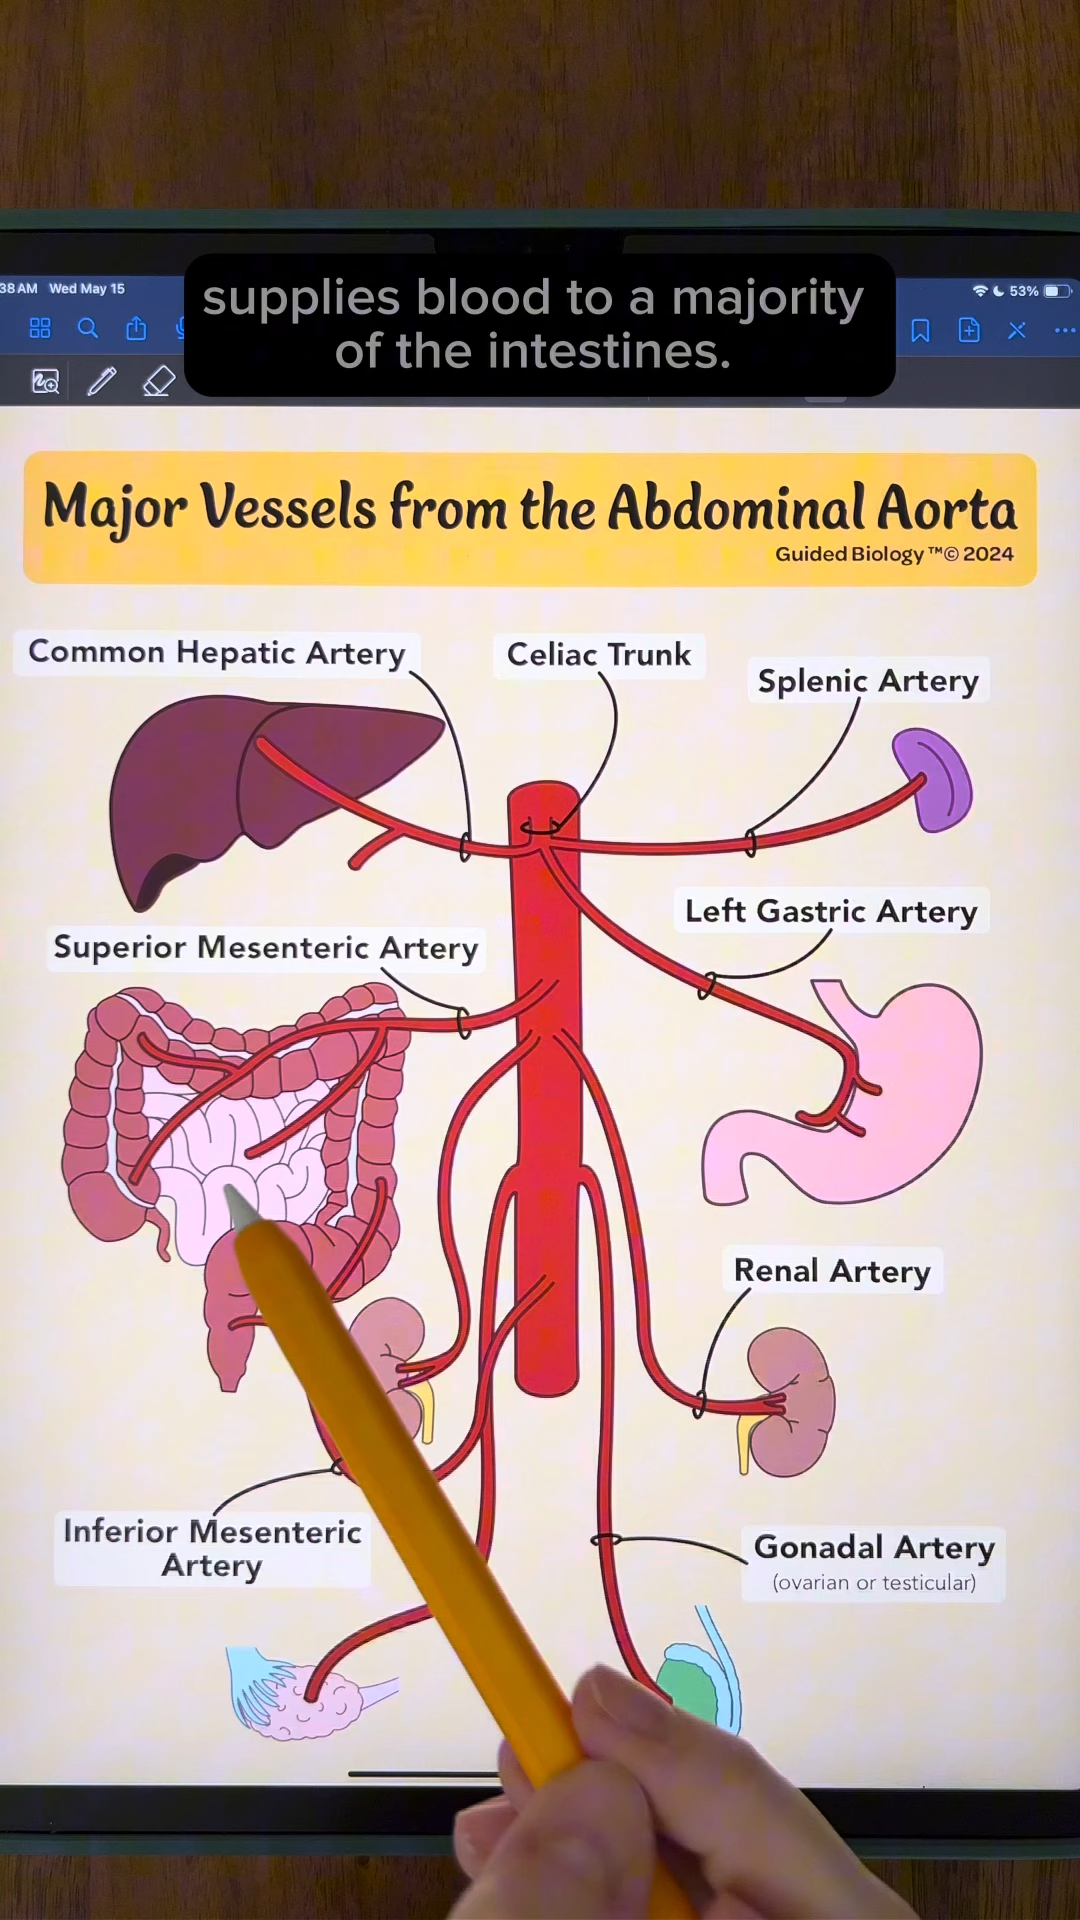 38 AM Wed May 15
53%
supplies blood to a majority
of the intestines.
Major Vessels from the Abdominal Aorta
Guided Biology ™© 2024
Common Hepatic Artery
Celiac Trunk
Splenic Artery
Left Gastric Artery
Superior Mesenteric Artery
Renal Artery
Inferior Mesenteric
Artery
Gonadal Artery
(ovarian or testicular)